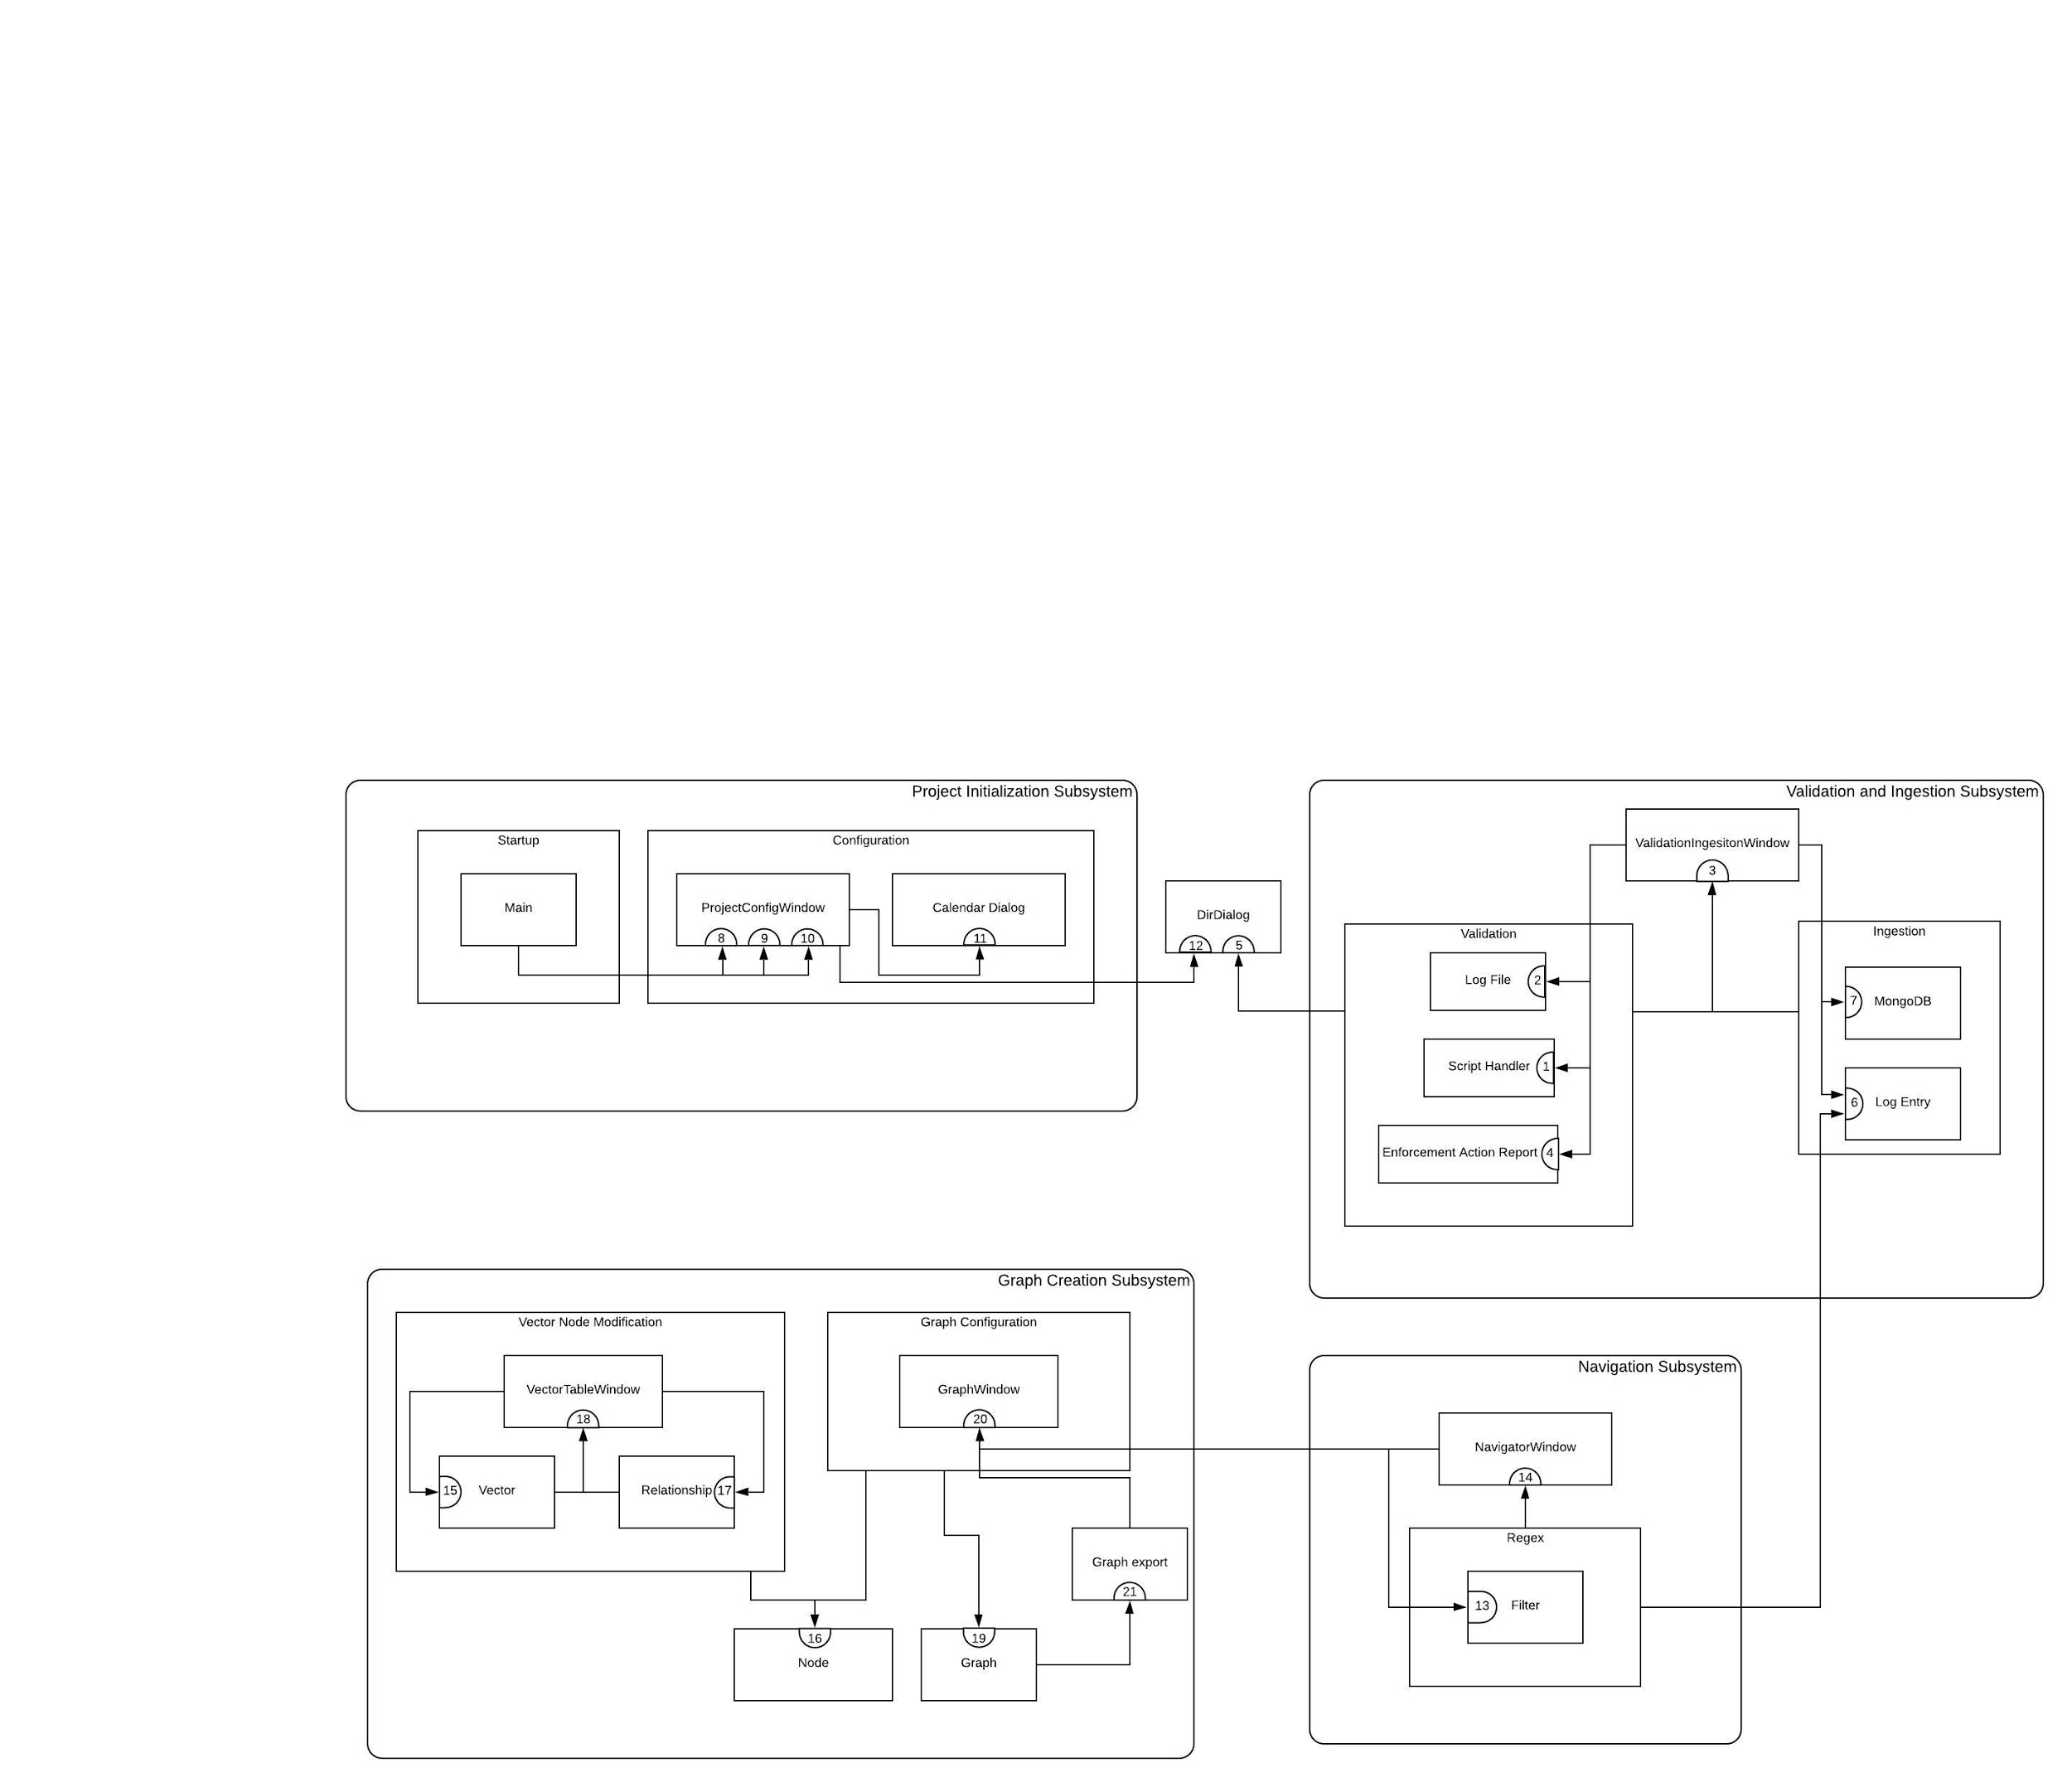 Project Initialization Subsystem
Startup
Main
Configuration
ProjectConfigWindow
8
9
10
Calendar Dialog
11
DirDialog
12
5
Validation and Ingestion Subsystem
ValidationIngesitonWindow
3
Validation
Log File
2
Script Handler
1
Enforcement Action Report
4
Ingestion
7
MongoDB
6
Log Entry
Graph Creation Subsystem
Vector Node Modification
VectorTableWindow
18
15
Vector
Relationship
17
Graph Configuration
GraphWindow
20
Graph export
21
16
Node
19
Graph
Navigation Subsystem
NavigatorWindow
14
Regex
13
Filter